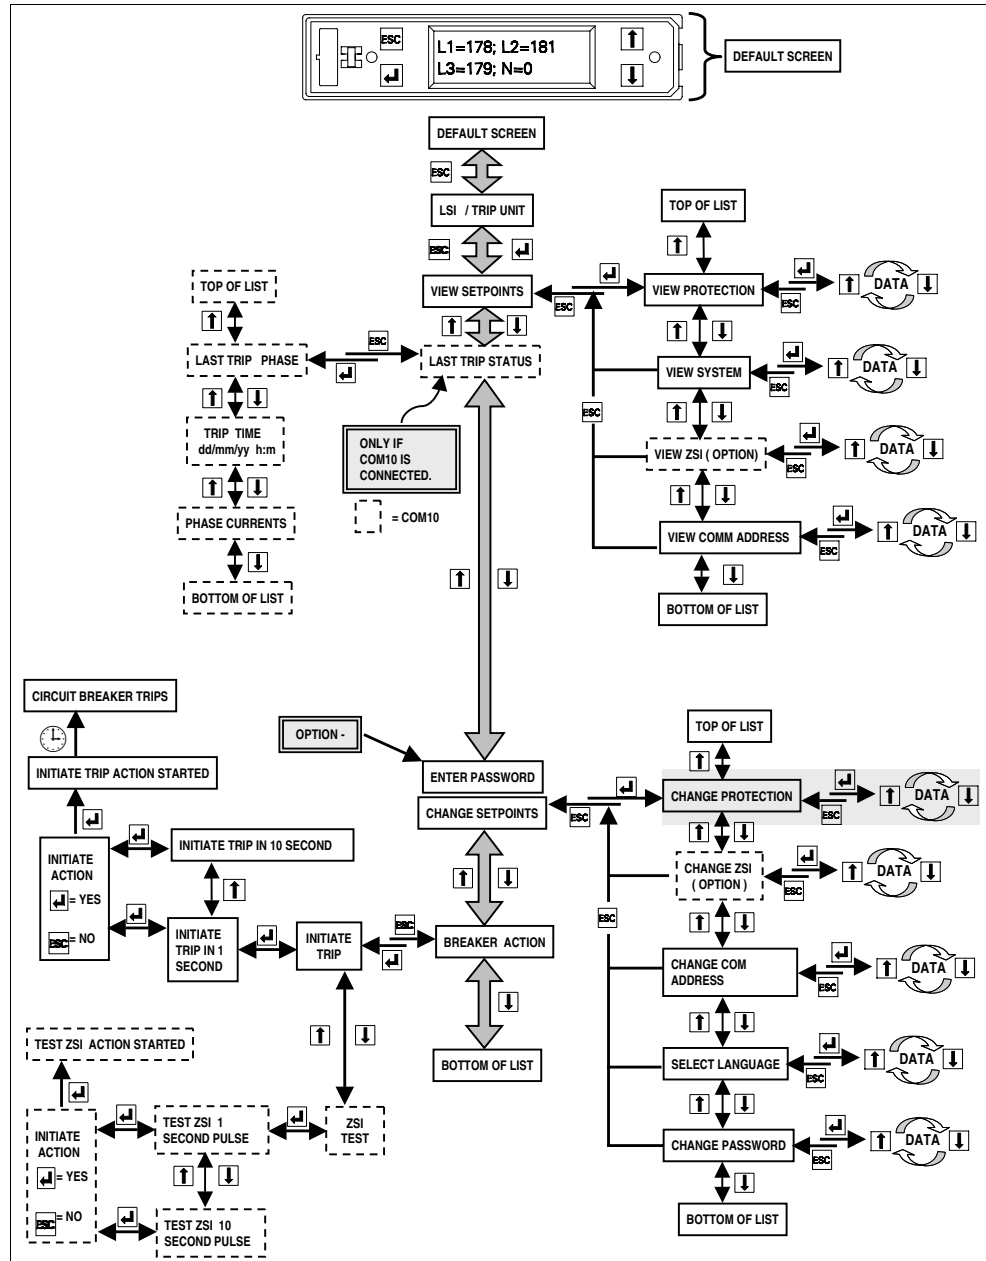 ESC
L1=178; L2=181
L3=179; N=0
DEFAULT SCREEN
DEFAULT SCREEN
ESC
LSI / TRIP UNIT
ESC
VIEW SETPOINTS
LAST TRIP STATUS
TOP OF LIST
LAST TRIP PHASE
ESC
TRIP TIME
dd/mm/yy h:m
PHASE CURRENTS
BOTTOM OF LIST
ONLY IF
COM10 IS
CONNECTED.
= COM10
TOP OF LIST
ESC
VIEW PROTECTION
ESC
DATA
VIEW SYSTEM
ESC
DATA
ESC
VIEW ZSI ( OPTION )
ESC
DATA
VIEW COMM ADDRESS
ESC
DATA
BOTTOM OF LIST
CIRCUIT BREAKER TRIPS
INITIATE TRIP ACTION STARTED
INITIATE
ACTION
= YES
ESC = NO
INITIATE TRIP IN 10 SECOND
INITIATE
TRIP IN 1
SECOND
INITIATE
TRIP
ESC
OPTION -
ENTER PASSWORD
CHANGE SETPOINTS
BREAKER ACTION
BOTTOM OF LIST
TEST ZSI ACTION STARTED
INITIATE
ACTION
= YES
ESC = NO
TEST ZSI 1
SECOND PULSE
ZSI
TEST
TEST ZSI 10
SECOND PULSE
TOP OF LIST
ESC
CHANGE PROTECTION
ESC
DATA
CHANGE ZSI
( OPTION )
ESC
DATA
ESC
CHANGE COM
ADDRESS
ESC
DATA
SELECT LANGUAGE
ESC
DATA
CHANGE PASSWORD
ESC
DATA
BOTTOM OF LIST